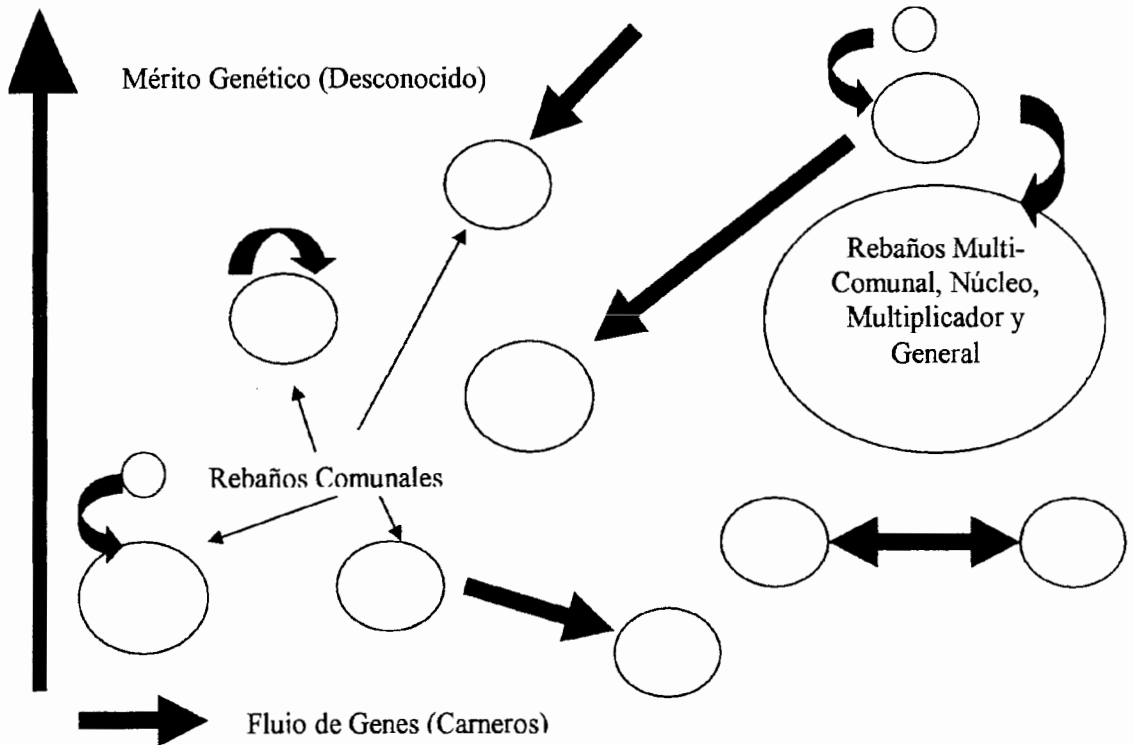 Mérito Genético (Desconocido)
Rebaños Multi-
Comunal, Núcleo,
Multiplicador y
General
Rebaños Comunales
Flujo de Genes (Carneros)